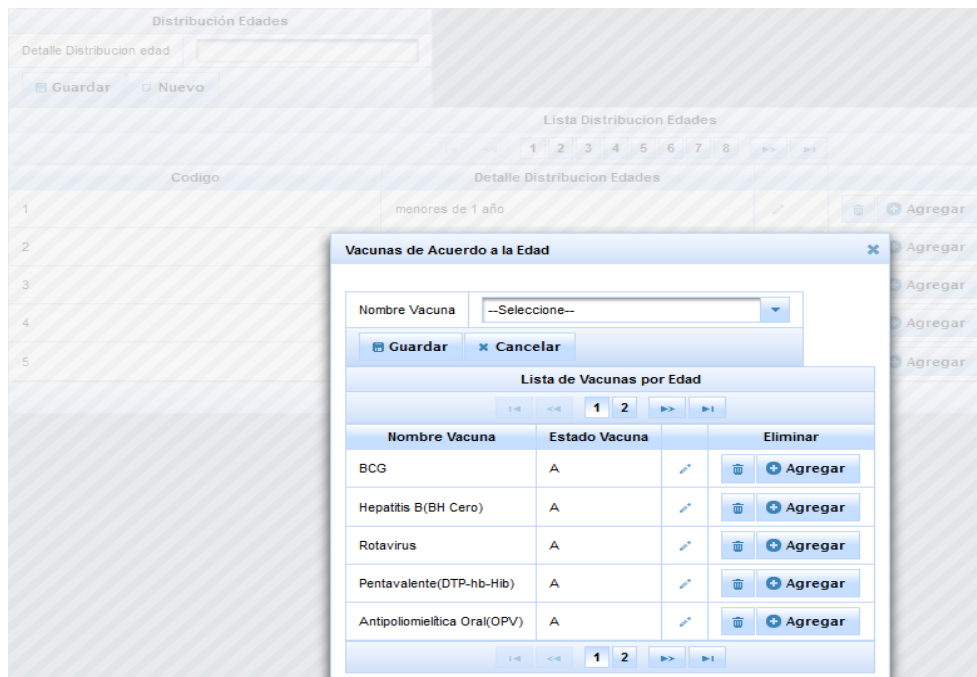 Distribución Edades
Detalle Distribucion edad
Guardar Nuevo
Lista Distribucion Edades
1 2 3 4 5 6 7 8
Codigo Detalle Distribucion Edades
1 menores de 1 año Agregar
2 Agregar
3 Agregar
4 Agregar
5 Agregar
Vacunas de Acuerdo a la Edad
Nombre Vacuna --Seleccione--
Guardar Cancelar
Lista de Vacunas por Edad
1 2
Nombre Vacuna Estado Vacuna Eliminar
BCG A Agregar
Hepatitis B(BH Cero) A Agregar
Rotavirus A Agregar
Pentavalente(DTP-hb-Hib) A Agregar
Antipoliomielítica Oral(OPV) A Agregar
1 2